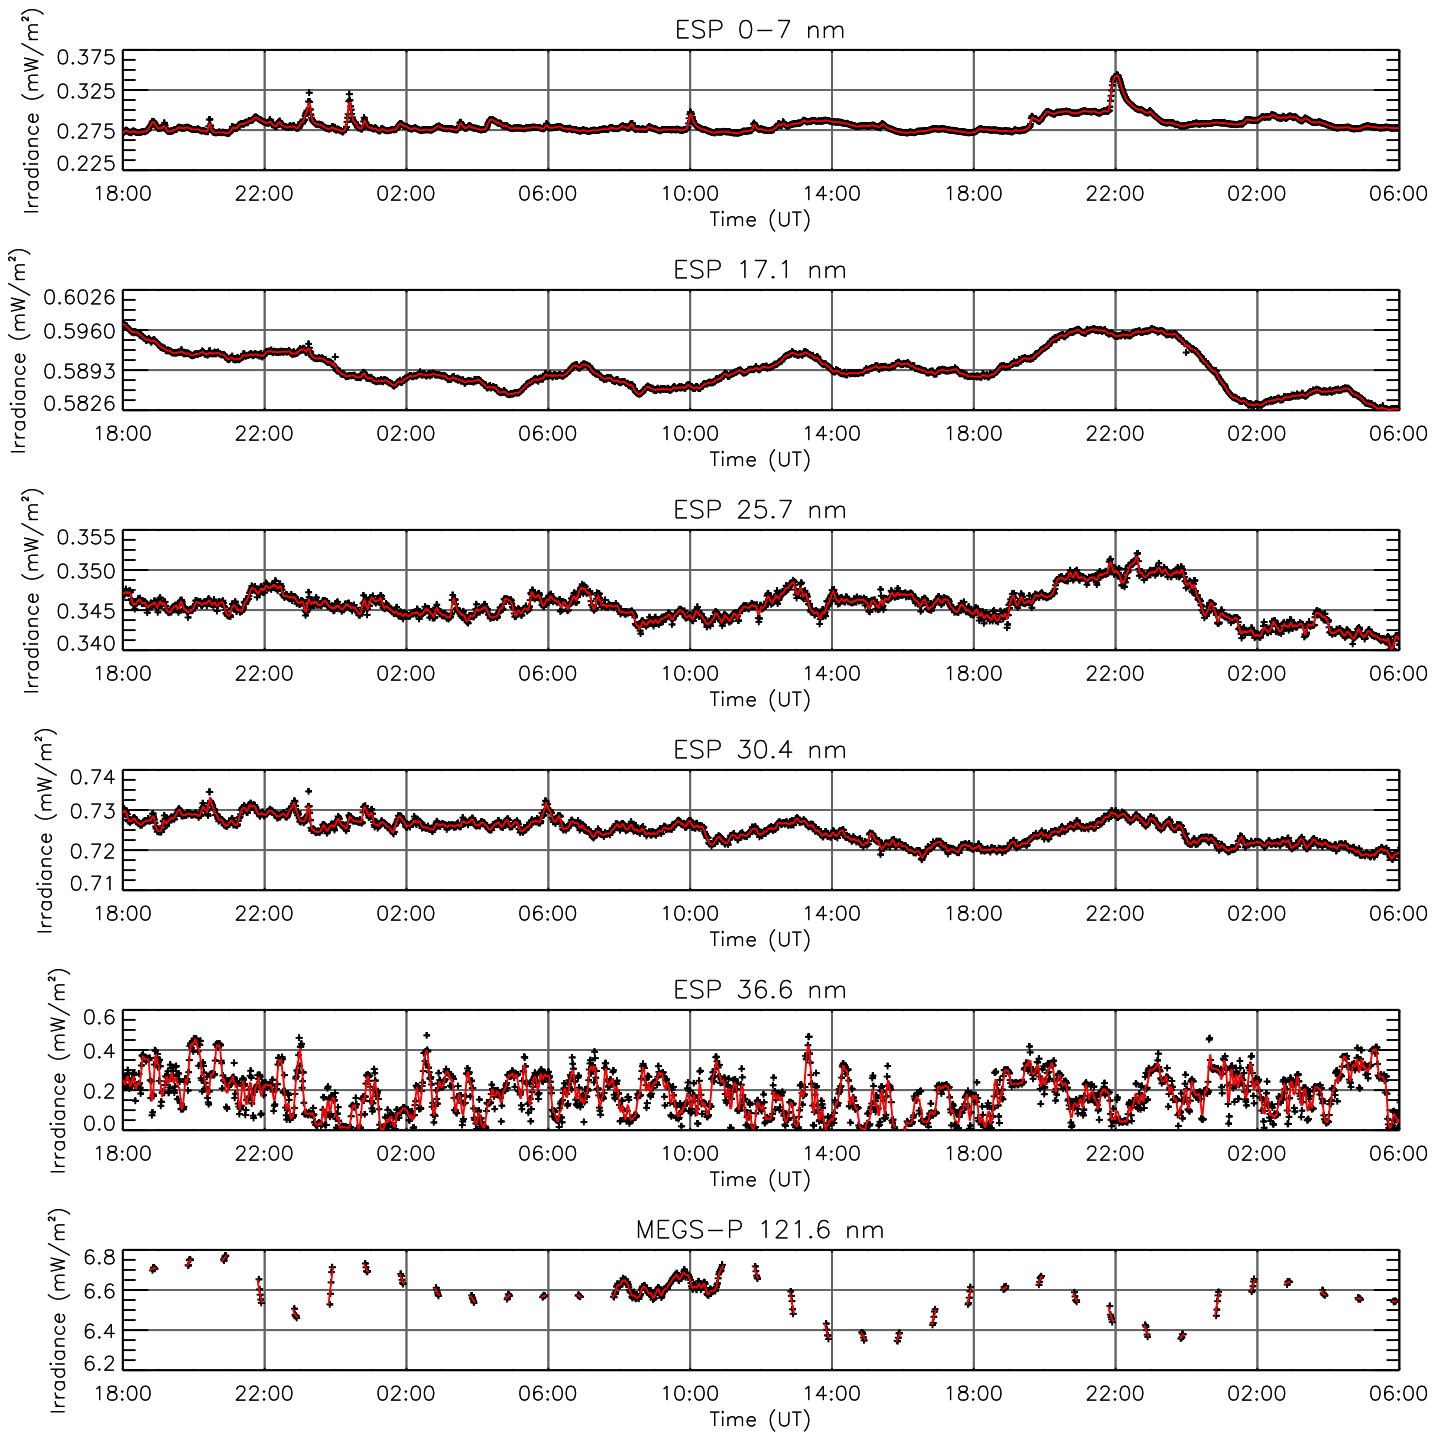 ESP 0-7 nm
Irradiance (mW/m²)
0.375
0.325
0.275
0.225
18:00 22:00 02:00 06:00 10:00 14:00 18:00 22:00 02:00 06:00
Time (UT)
ESP 17.1 nm
Irradiance (mW/m²)
0.6026
0.5960
0.5893
0.5826
18:00 22:00 02:00 06:00 10:00 14:00 18:00 22:00 02:00 06:00
Time (UT)
ESP 25.7 nm
Irradiance (mW/m²)
0.355
0.350
0.345
0.340
18:00 22:00 02:00 06:00 10:00 14:00 18:00 22:00 02:00 06:00
Time (UT)
ESP 30.4 nm
Irradiance (mW/m²)
0.74
0.73
0.72
0.71
18:00 22:00 02:00 06:00 10:00 14:00 18:00 22:00 02:00 06:00
Time (UT)
ESP 36.6 nm
Irradiance (mW/m²)
0.6
0.4
0.2
0.0
18:00 22:00 02:00 06:00 10:00 14:00 18:00 22:00 02:00 06:00
Time (UT)
MEGS-P 121.6 nm
Irradiance (mW/m²)
6.8
6.6
6.4
6.2
18:00 22:00 02:00 06:00 10:00 14:00 18:00 22:00 02:00 06:00
Time (UT)